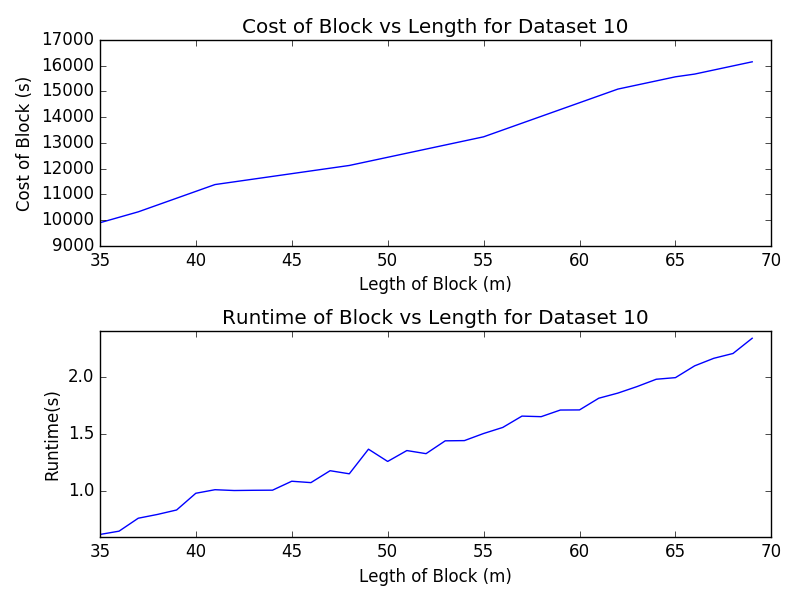 Cost of Block vs Length for Dataset 10
17000
16000
15000
14000
13000
12000
11000
10000
9000
Cost of Block (s)
35 40 45 50 55 60 65 70
Legth of Block (m)
Runtime of Block vs Length for Dataset 10
2.0
1.5
1.0
Runtime(s)
35 40 45 50 55 60 65 70
Legth of Block (m)